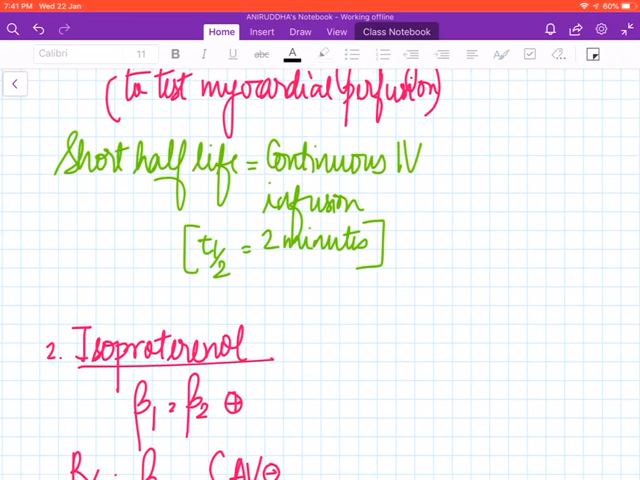 7:41 PM Wed 22 Jan
60%
ANIRUDDHA's Notebook - Working offline
Home Insert Draw View Class Notebook
Calibri 11 B I U abc A
(to test myocardial perfusion)
Short half life = Continuous IV
infusion
[t1/2 = 2 minutes]
2. Isoproterenol
β1 = β2 ⊕